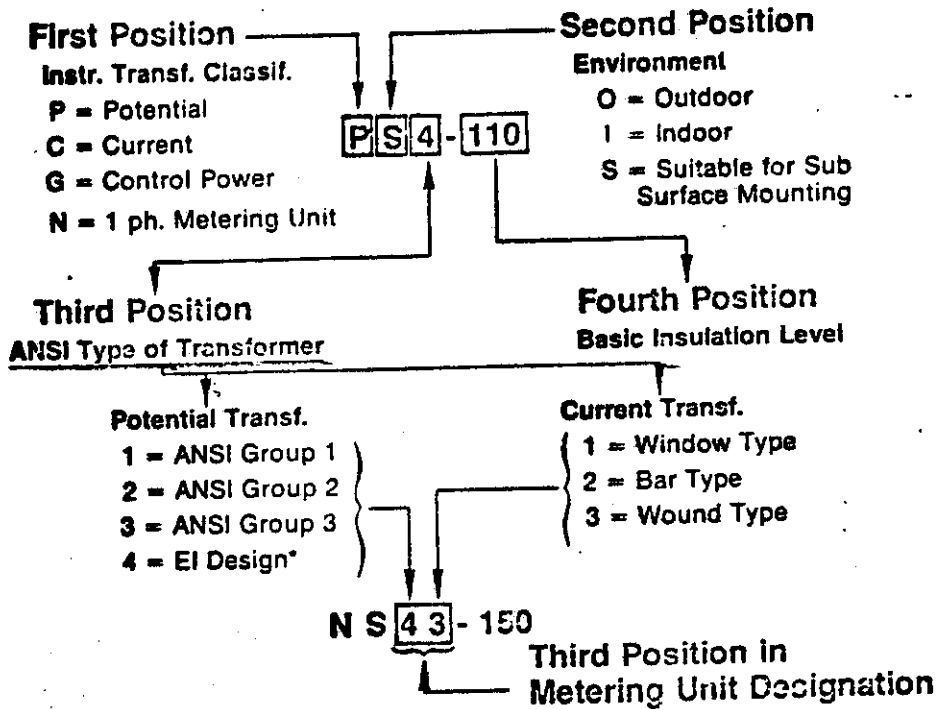 First Position
Instr. Transf. Classif.
P = Potential
C = Current
G = Control Power
N = 1 ph. Metering Unit
Second Position
Environment
O = Outdoor
I = Indoor
S = Suitable for Sub
Surface Mounting
P S 4 - 110
Third Position
ANSI Type of Transformer
Fourth Position
Basic Insulation Level
Potential Transf.
1 = ANSI Group 1
2 = ANSI Group 2
3 = ANSI Group 3
4 = EI Design*
Current Transf.
1 = Window Type
2 = Bar Type
3 = Wound Type
N S 4 3 - 150
Third Position in
Metering Unit Designation